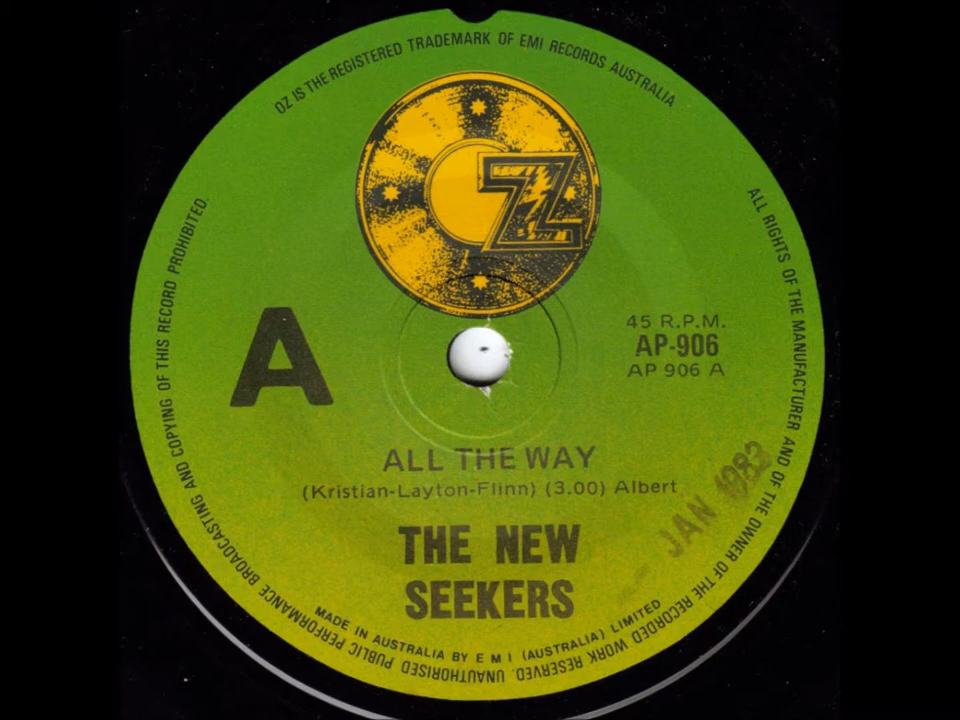 OZ IS THE REGISTERED TRADEMARK OF EMI RECORDS AUSTRALIA
OZ
A
45 R.P.M.
AP-906
AP 906 A
ALL THE WAY
(Kristian-Layton-Flinn) (3.00) Albert
THE NEW
SEEKERS
JAN 1982
MADE IN AUSTRALIA BY E M I (AUSTRALIA) LIMITED
ALL RIGHTS OF THE MANUFACTURER AND OF THE OWNER OF THE RECORDED WORK RESERVED. UNAUTHORISED PUBLIC PERFORMANCE BROADCASTING AND COPYING OF THIS RECORD PROHIBITED.